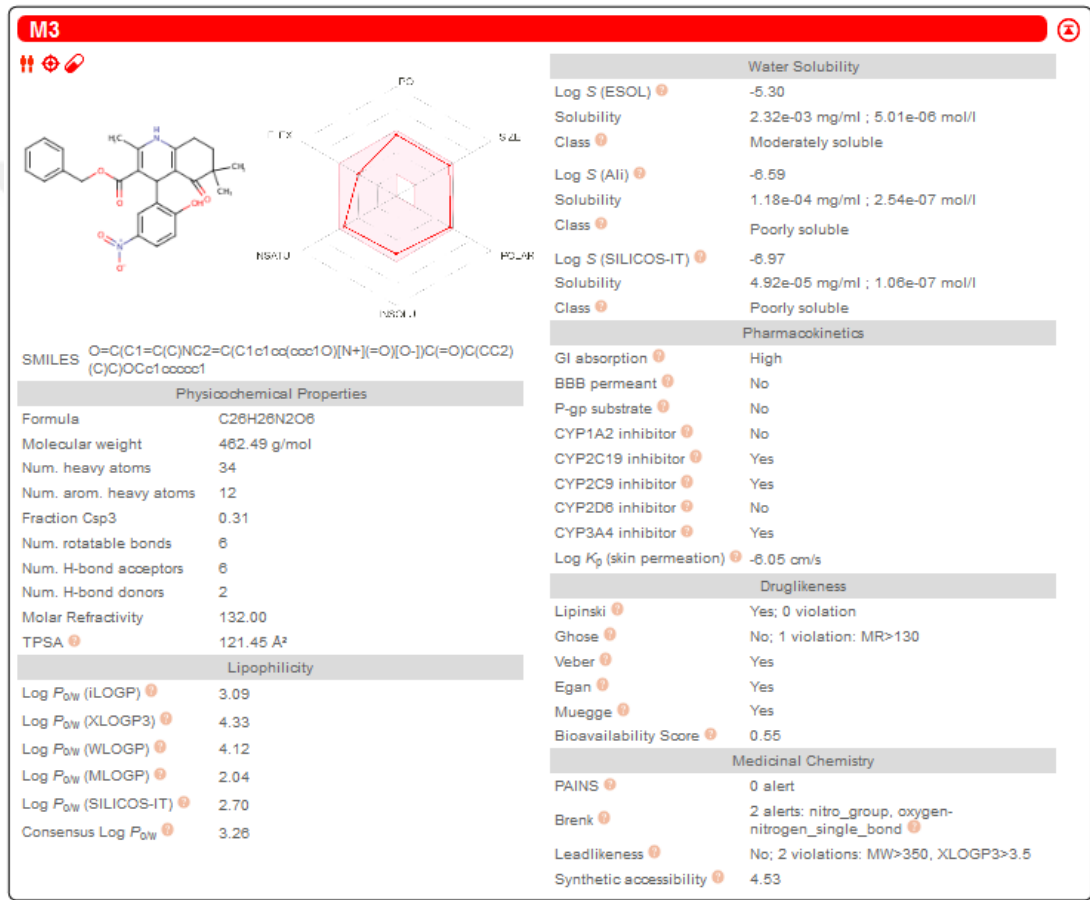 M3
PO
SIZE
POLAR
INSOLU
H
N
H₃C
CH₃
CH₃
O
O
O
OH
O
N⁺
O⁻
SMILES O=C(C1=C(C)NC2=C(C1c1cc(ccc1O)[N+](=O)[O-])C(=O)C(CC2)
(C)C)OCc1ccccc1
Physicochemical Properties
Formula C26H26N2O6
Molecular weight 462.49 g/mol
Num. heavy atoms 34
Num. arom. heavy atoms 12
Fraction Csp3 0.31
Num. rotatable bonds 6
Num. H-bond acceptors 6
Num. H-bond donors 2
Molar Refractivity 132.00
TPSA ? 121.45 Å²
Lipophilicity
Log Po/w (iLOGP) ? 3.09
Log Po/w (XLOGP3) ? 4.33
Log Po/w (WLOGP) ? 4.12
Log Po/w (MLOGP) ? 2.04
Log Po/w (SILICOS-IT) ? 2.70
Consensus Log Po/w ? 3.26
Water Solubility
Log S (ESOL) ? -5.30
Solubility 2.32e-03 mg/ml ; 5.01e-06 mol/l
Class ? Moderately soluble
Log S (Ali) ? -6.59
Solubility 1.18e-04 mg/ml ; 2.54e-07 mol/l
Class ? Poorly soluble
Log S (SILICOS-IT) ? -6.97
Solubility 4.92e-05 mg/ml ; 1.06e-07 mol/l
Class ? Poorly soluble
Pharmacokinetics
GI absorption ? High
BBB permeant ? No
P-gp substrate ? No
CYP1A2 inhibitor ? No
CYP2C19 inhibitor ? Yes
CYP2C9 inhibitor ? Yes
CYP2D6 inhibitor ? No
CYP3A4 inhibitor ? Yes
Log Kp (skin permeation) ? -6.05 cm/s
Druglikeness
Lipinski ? Yes; 0 violation
Ghose ? No; 1 violation: MR>130
Veber ? Yes
Egan ? Yes
Muegge ? Yes
Bioavailability Score ? 0.55
Medicinal Chemistry
PAINS ? 0 alert
Brenk ? 2 alerts: nitro_group, oxygen-
nitrogen_single_bond ?
Leadlikeness ? No; 2 violations: MW>350, XLOGP3>3.5
Synthetic accessibility ? 4.53